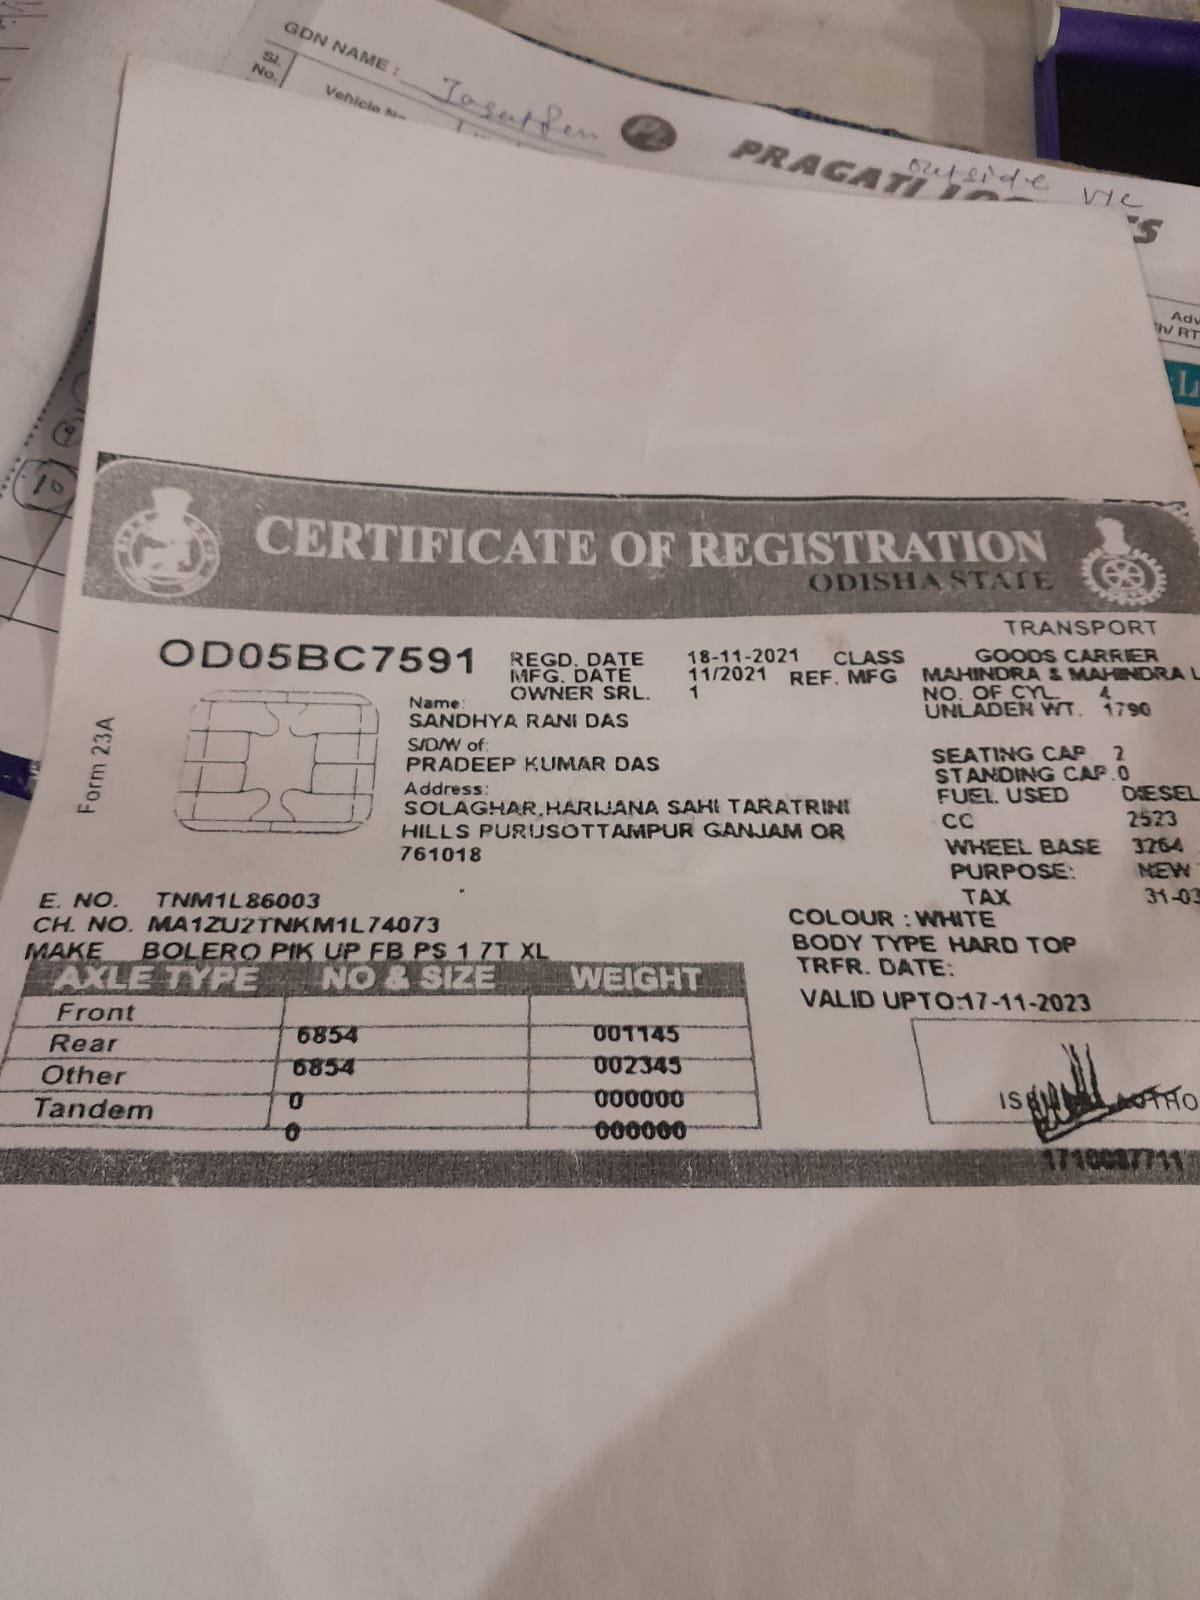 GDN NAME :
Sl.
No.
Vehicle No
PL
PRAGATI
outside
Adv
h/ RT
10
CERTIFICATE OF REGISTRATION
ODISHA STATE
TRANSPORT
OD05BC7591
REGD. DATE 18-11-2021 CLASS GOODS CARRIER
MFG. DATE 11/2021 REF. MFG MAHINDRA & MAHINDRA L
OWNER SRL. 1 NO. OF CYL. 4
UNLADEN WT. 1790
Form 23A
Name:
SANDHYA RANI DAS
S/D/W of:
PRADEEP KUMAR DAS
Address:
SOLAGHAR,HARIJANA SAHI TARATRINI
HILLS PURUSOTTAMPUR GANJAM OR
761018
SEATING CAP 2
STANDING CAP.0
FUEL USED DIESEL
CC 2523
WHEEL BASE 3264
PURPOSE: NEW
TAX 31-03
E. NO. TNM1L86003
CH. NO. MA1ZU2TNKM1L74073
MAKE BOLERO PIK UP FB PS 1 7T XL
COLOUR : WHITE
BODY TYPE HARD TOP
TRFR. DATE:
VALID UPTO:17-11-2023
AXLE TYPE NO & SIZE WEIGHT
Front 6854 001145
Rear 6854 002345
Other 0 000000
Tandem 0 000000